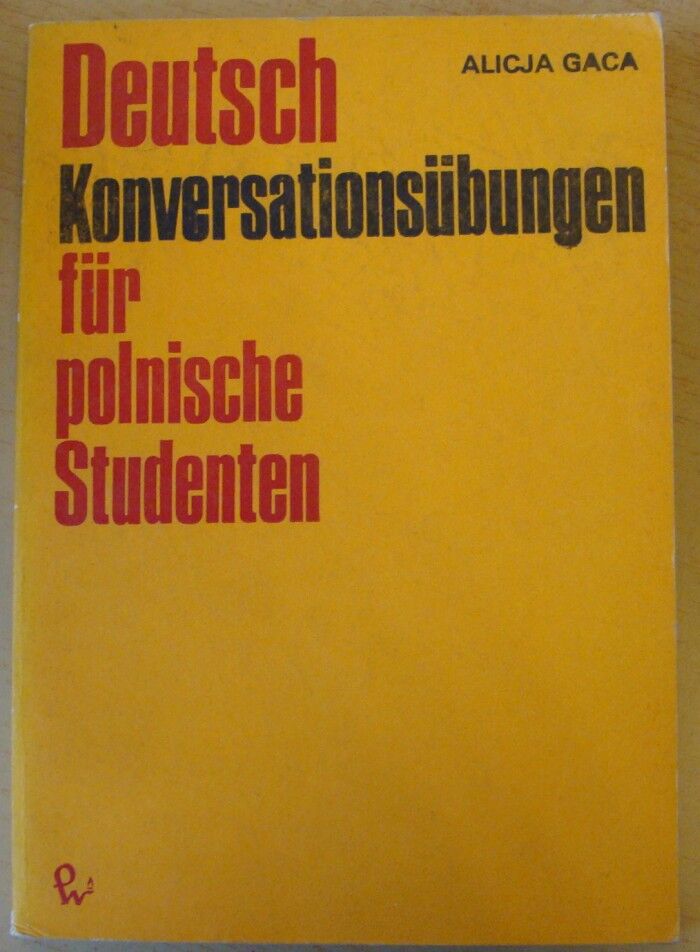 ALICJA GACA
Deutsch
Konversationsübungen
für
polnische
Studenten